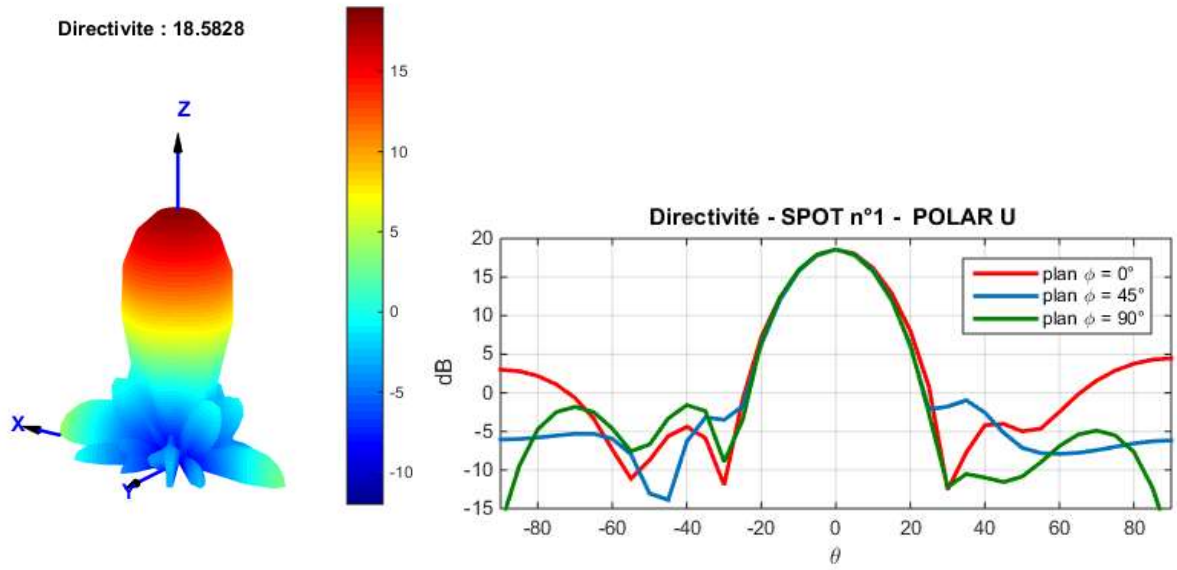 Directivite : 18.5828
Z
X
Y
15
10
5
0
-5
-10
Directivité - SPOT n°1 - POLAR U
20
15
10
5
0
-5
-10
-15
dB
-80 -60 -40 -20 0 20 40 60 80
θ
plan ϕ = 0°
plan ϕ = 45°
plan ϕ = 90°